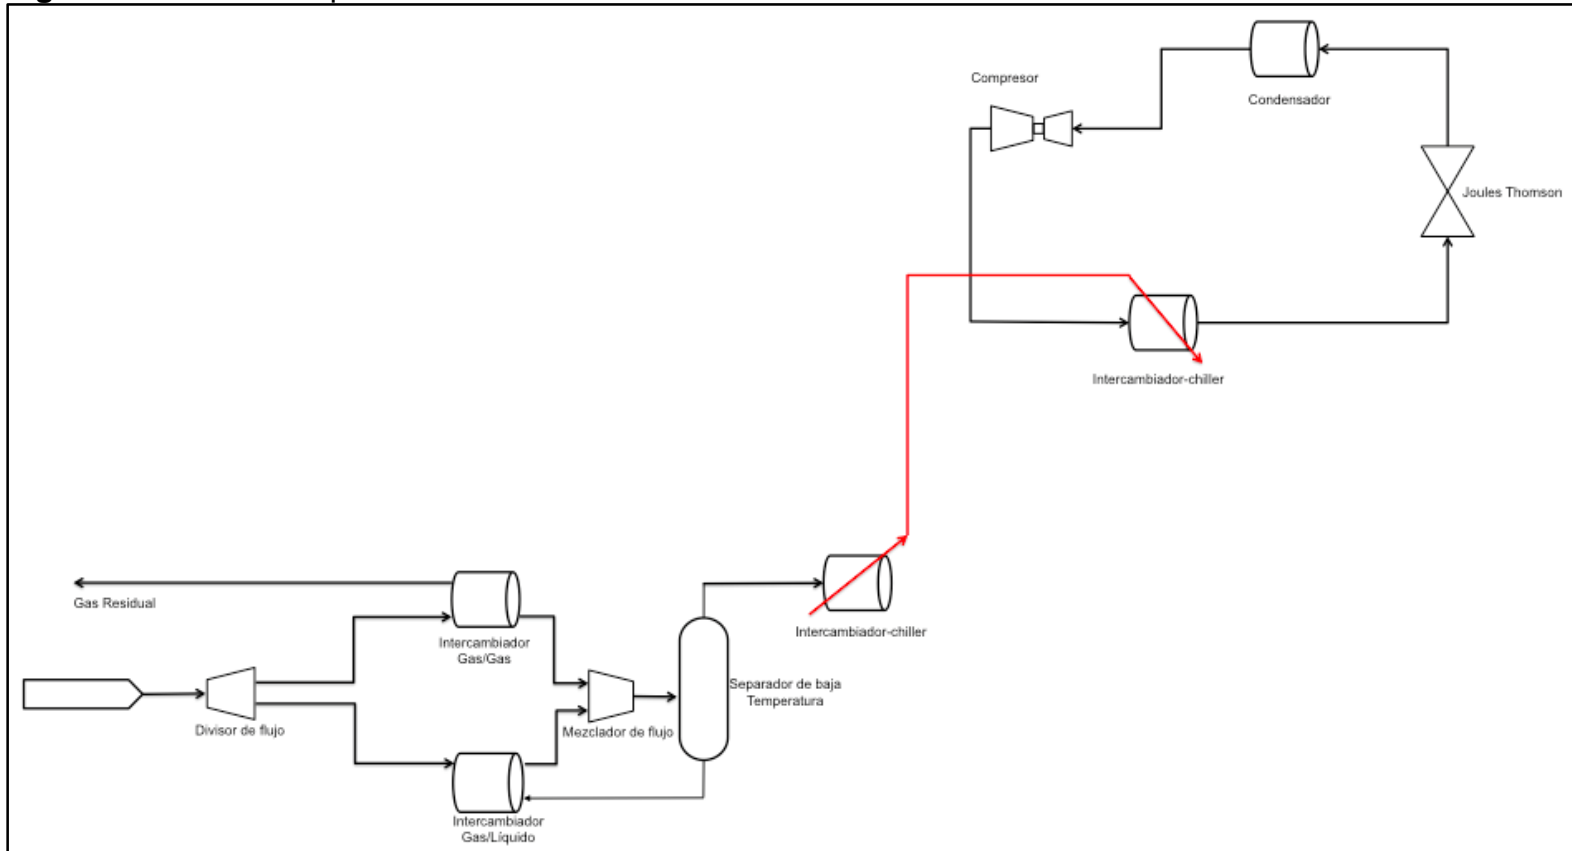 Compresor
Condensador
Joules Thomson
Intercambiador-chiller
Gas Residual
Intercambiador
Gas/Gas
Intercambiador-chiller
Separador de baja
Temperatura
Divisor de flujo
Mezclador de flujo
Intercambiador
Gas/Líquido